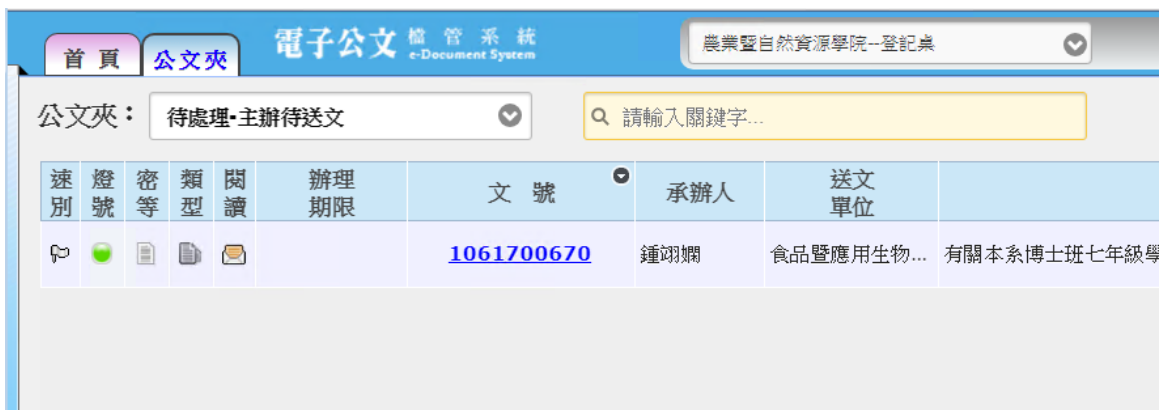 首頁 公文夾 電子公文 檔管系統 e-Document System 農業暨自然資源學院--登記桌
公文夾： 待處理-主辦待送文 請輸入關鍵字...
速別 燈號 密等 類型 閱讀 辦理期限 文號 承辦人 送文單位
1061700670 鍾翊嫻 食品暨應用生物... 有關本系博士班七年級學